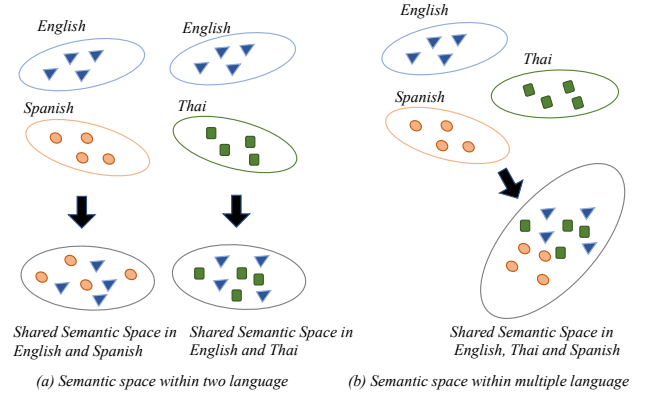 English
English
Spanish
Thai
Shared Semantic Space in
English and Spanish
Shared Semantic Space in
English and Thai
(a) Semantic space within two language
English
Thai
Spanish
Shared Semantic Space in
English, Thai and Spanish
(b) Semantic space within multiple language